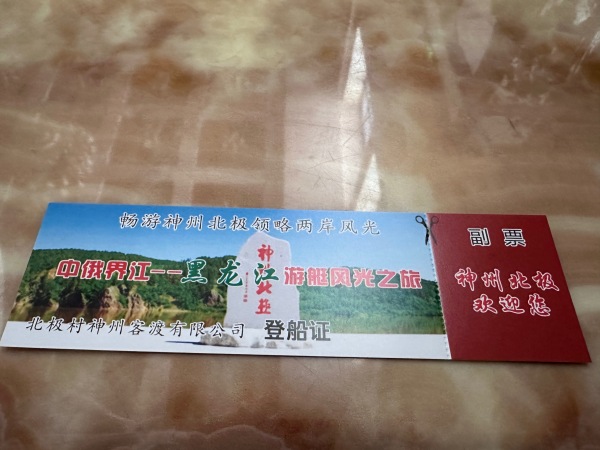 畅游神州北极领略两岸风光
神州北极
中俄界江--黑龙江游艇风光之旅
北极村神州客渡有限公司 登船证
副票
神州北极
欢迎您